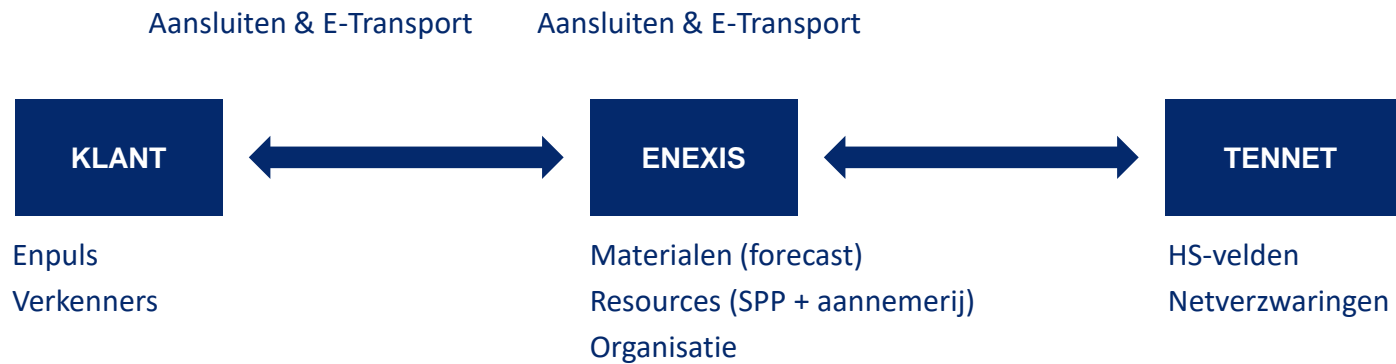 Aansluiten & E-Transport
Aansluiten & E-Transport
KLANT
ENEXIS
TENNET
Enpuls
Verkenners
Materialen (forecast)
Resources (SPP + aannemerij)
Organisatie
HS-velden
Netverzwaringen